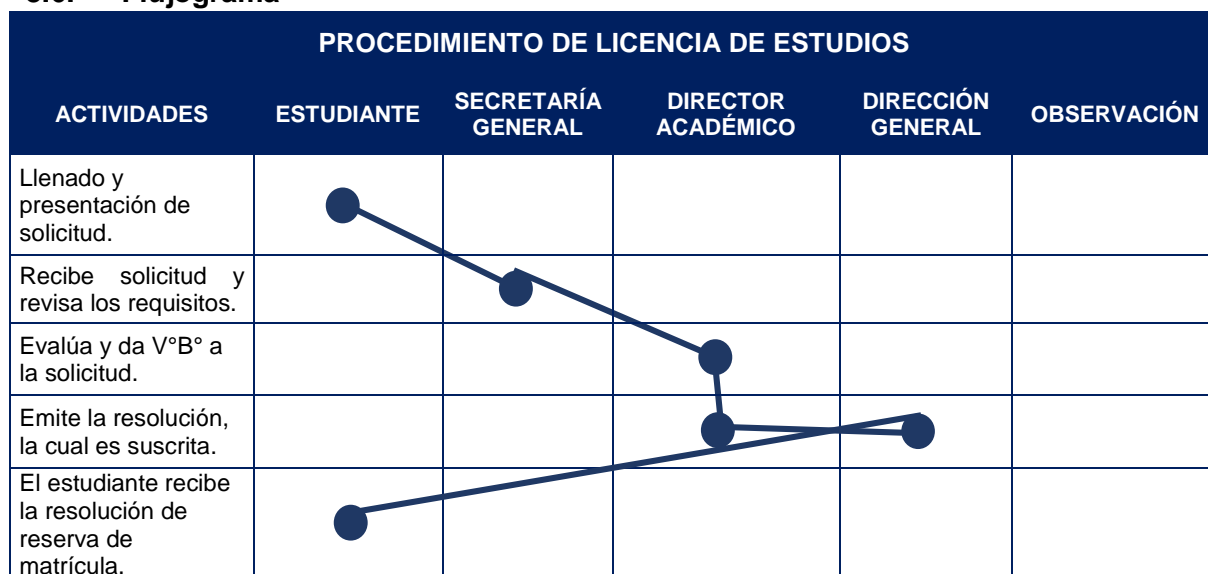 PROCEDIMIENTO DE LICENCIA DE ESTUDIOS
ACTIVIDADES
ESTUDIANTE
SECRETARÍA
GENERAL
DIRECTOR
ACADÉMICO
DIRECCIÓN
GENERAL
OBSERVACIÓN
Llenado y
presentación de
solicitud.
Recibe solicitud y
revisa los requisitos.
Evalúa y da V°B° a
la solicitud.
Emite la resolución,
la cual es suscrita.
El estudiante recibe
la resolución de
reserva de
matrícula.